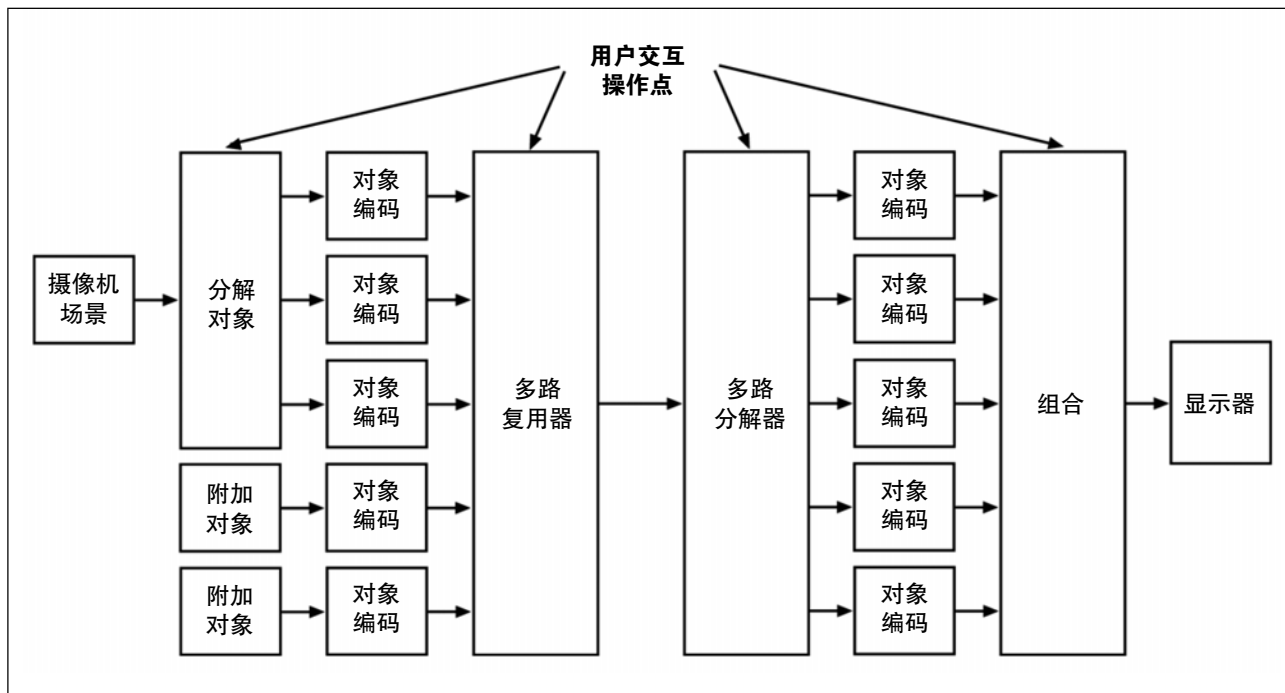 用户交互
操作点
摄像机
场景
分解
对象
附加
对象
附加
对象
对象
编码
对象
编码
对象
编码
对象
编码
对象
编码
多路
复用器
多路
分解器
对象
编码
对象
编码
对象
编码
对象
编码
对象
编码
组合
显示器